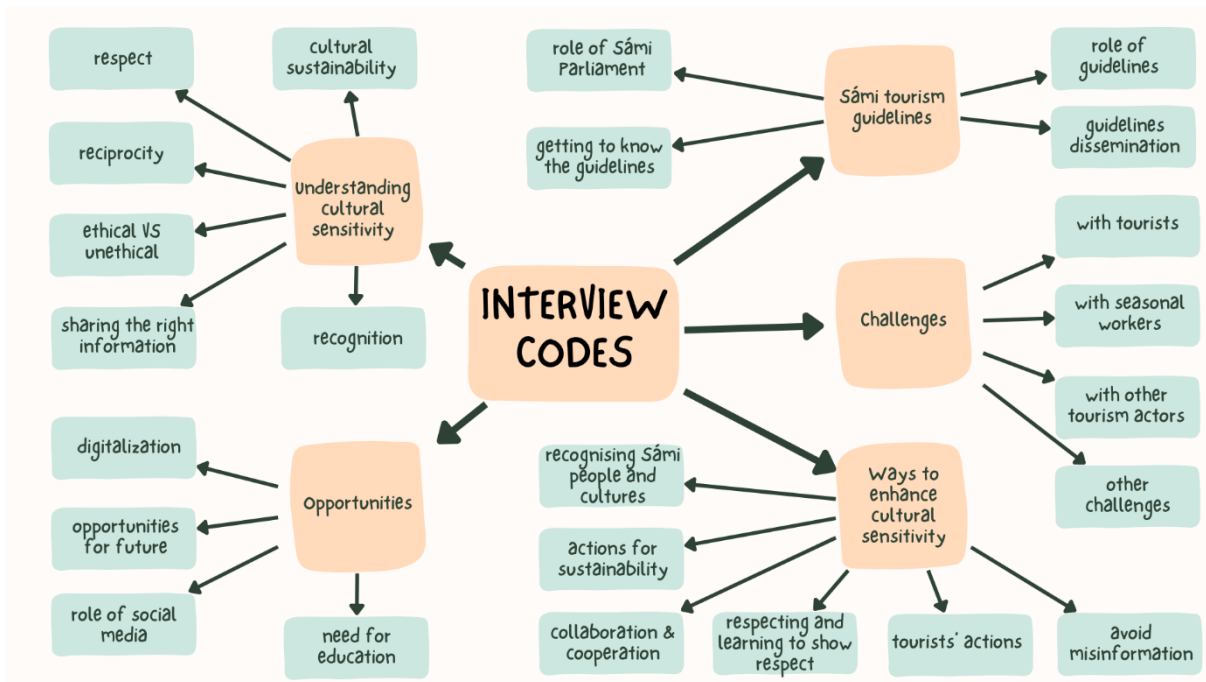 respect
cultural
sustainability
reciprocity
understanding
cultural
sensitivity
ethical VS
unethical
sharing the right
information
recognition
role of Sámi
Parliament
getting to know
the guidelines
Sámi tourism
guidelines
role of
guidelines
guidelines
dissemination
INTERVIEW
CODES
Challenges
with tourists
with seasonal
workers
with other
tourism actors
other
challenges
Opportunities
digitalization
opportunities
for future
role of social
media
need for
education
Ways to
enhance
cultural
sensitivity
recognising Sámi
people and
cultures
actions for
sustainability
collaboration &
cooperation
respecting and
learning to show
respect
tourists' actions
avoid
misinformation